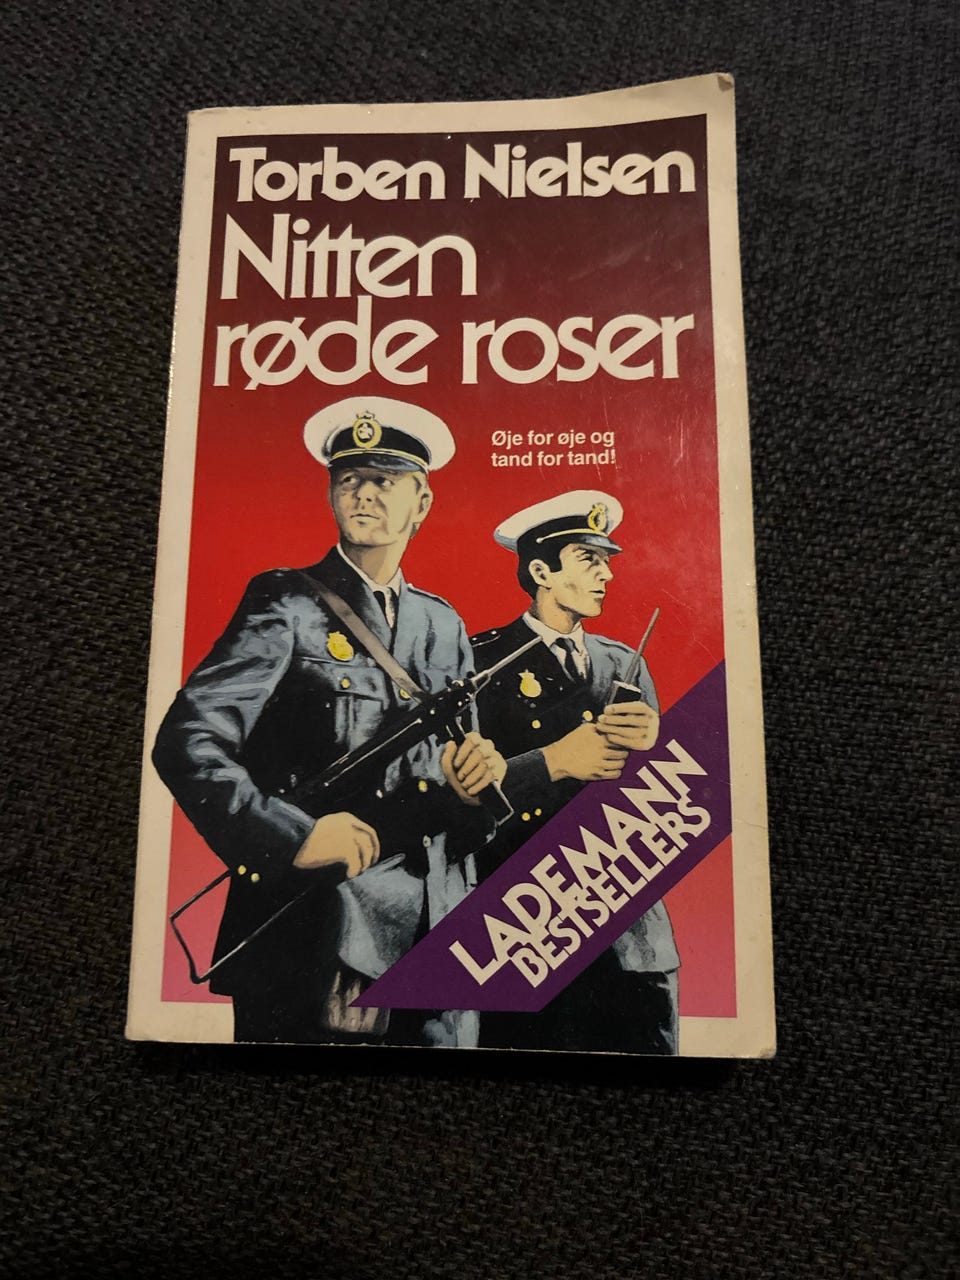 Torben Nielsen
Nitten
røde roser
Øje for øje og
tand for tand!
LADEMANN
BESTSELLERS